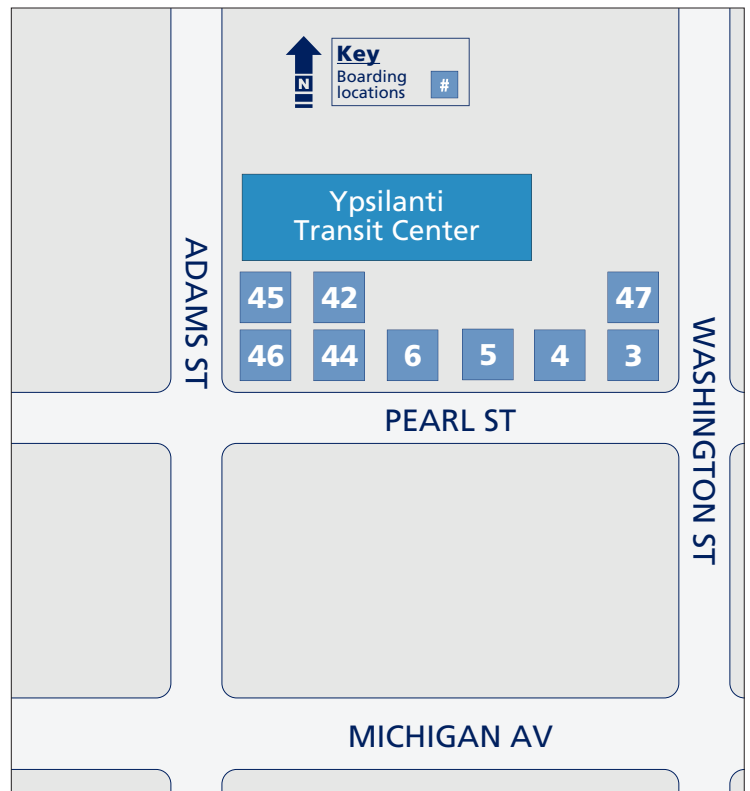 Key
Boarding
locations
#
N
Ypsilanti
Transit Center
ADAMS ST
45
42
47
46
44
6
5
4
3
WASHINGTON ST
PEARL ST
MICHIGAN AV